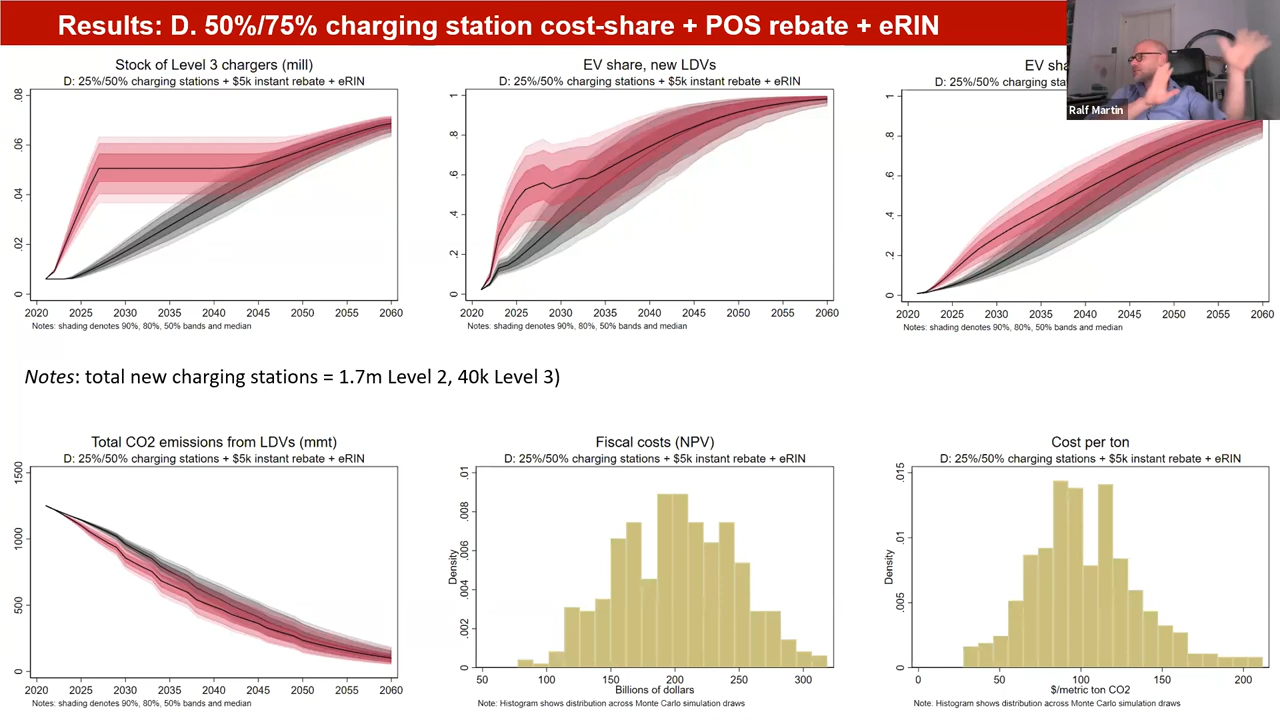 Results: D. 50%/75% charging station cost-share + POS rebate + eRIN
Ralf Martin
Stock of Level 3 chargers (mill)
D: 25%/50% charging stations + $5k instant rebate + eRIN
.08
.06
.04
.02
0
2020 2025 2030 2035 2040 2045 2050 2055 2060
Notes: shading denotes 90%, 80%, 50% bands and median
EV share, new LDVs
D: 25%/50% charging stations + $5k instant rebate + eRIN
1
.8
.6
.4
.2
0
2020 2025 2030 2035 2040 2045 2050 2055 2060
Notes: shading denotes 90%, 80%, 50% bands and median
EV sha
D: 25%/50% charging stat
1
.8
.6
.4
.2
0
2020 2025 2030 2035 2040 2045 2050 2055 2060
Notes: shading denotes 90%, 80%, 50% bands and median
Notes: total new charging stations = 1.7m Level 2, 40k Level 3)
Total CO2 emissions from LDVs (mmt)
D: 25%/50% charging stations + $5k instant rebate + eRIN
1500
1000
500
0
2020 2025 2030 2035 2040 2045 2050 2055 2060
Notes: shading denotes 90%, 80%, 50% bands and median
Fiscal costs (NPV)
D: 25%/50% charging stations + $5k instant rebate + eRIN
Density
.01
.008
.006
.004
.002
0
50 100 150 200 250 300
Billions of dollars
Note: Histogram shows distribution across Monte Carlo simulation draws
Cost per ton
D: 25%/50% charging stations + $5k instant rebate + eRIN
Density
.015
.01
.005
0
0 50 100 150 200
$/metric ton CO2
Note: Histogram shows distribution across Monte Carlo simulation draws